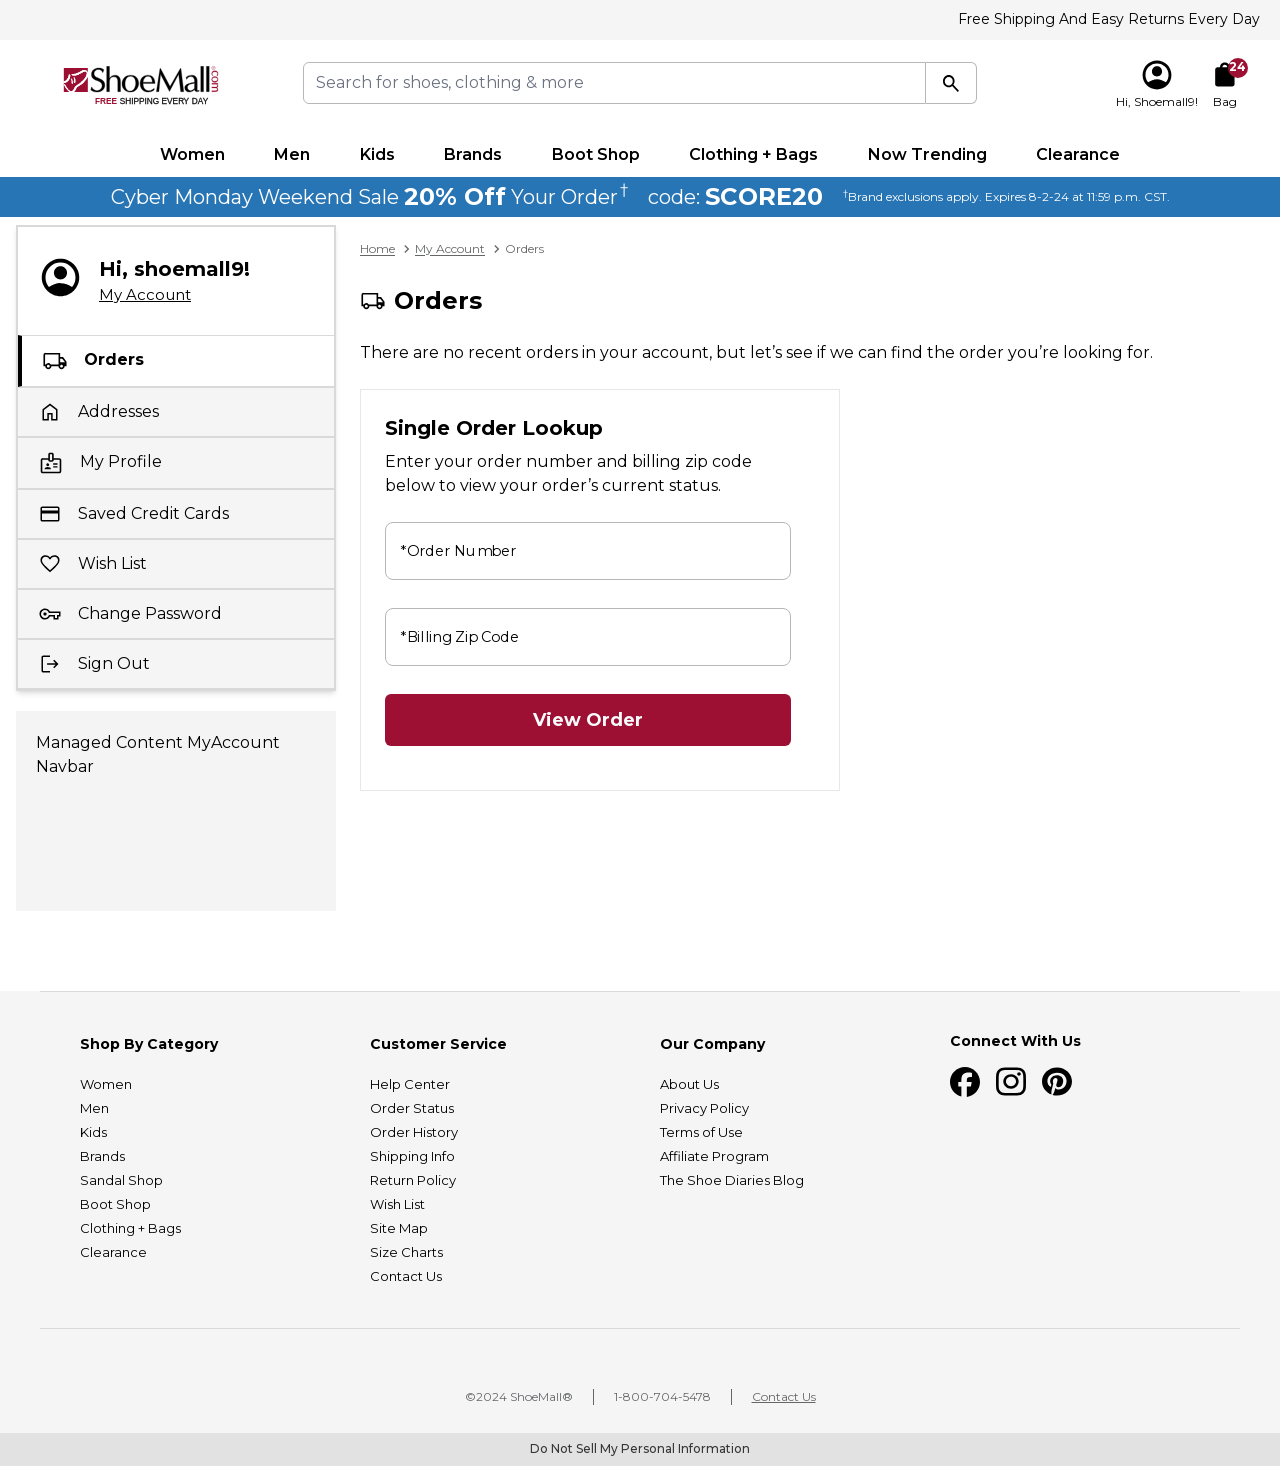 Free Shipping And Easy Returns Every Day
ShoeMall®.com
FREE SHIPPING EVERY DAY
Search for shoes, clothing & more
Hi, Shoemall9!
24
Bag
Women Men Kids Brands Boot Shop Clothing + Bags Now Trending Clearance
Cyber Monday Weekend Sale 20% Off Your Order† code: SCORE20 †Brand exclusions apply. Expires 8-2-24 at 11:59 p.m. CST.
Hi, shoemall9!
My Account
Orders
Addresses
My Profile
Saved Credit Cards
Wish List
Change Password
Sign Out
Managed Content MyAccount
Navbar
Home > My Account > Orders
Orders
There are no recent orders in your account, but let’s see if we can find the order you’re looking for.
Single Order Lookup
Enter your order number and billing zip code
below to view your order’s current status.
*Order Number
*Billing Zip Code
View Order
Shop By Category
Women
Men
Kids
Brands
Sandal Shop
Boot Shop
Clothing + Bags
Clearance
Customer Service
Help Center
Order Status
Order History
Shipping Info
Return Policy
Wish List
Site Map
Size Charts
Contact Us
Our Company
About Us
Privacy Policy
Terms of Use
Affiliate Program
The Shoe Diaries Blog
Connect With Us
©2024 ShoeMall® | 1-800-704-5478 | Contact Us
Do Not Sell My Personal Information